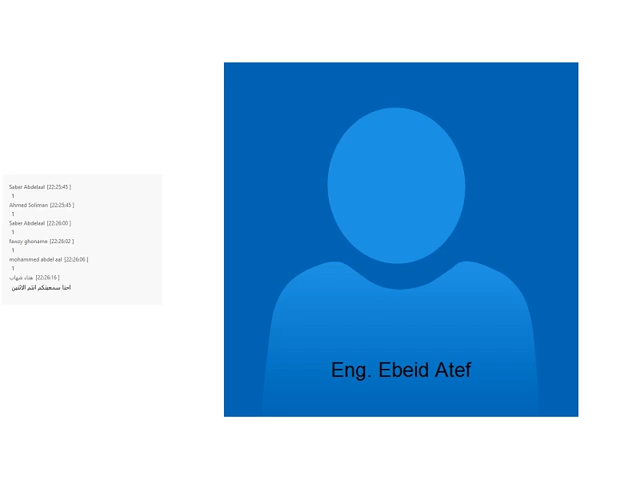 Saber Abdelaal [22:25:43 ]
1
Ahmed Soliman [22:25:45 ]
1
Saber Abdelaal [22:26:00 ]
1
fawzy ghoname [22:26:02 ]
1
mohammed abdel aal [22:26:06 ]
1
هناء شهاب [22:26:16 ]
احنا سمعينكم انتم الاتنين
Eng. Ebeid Atef